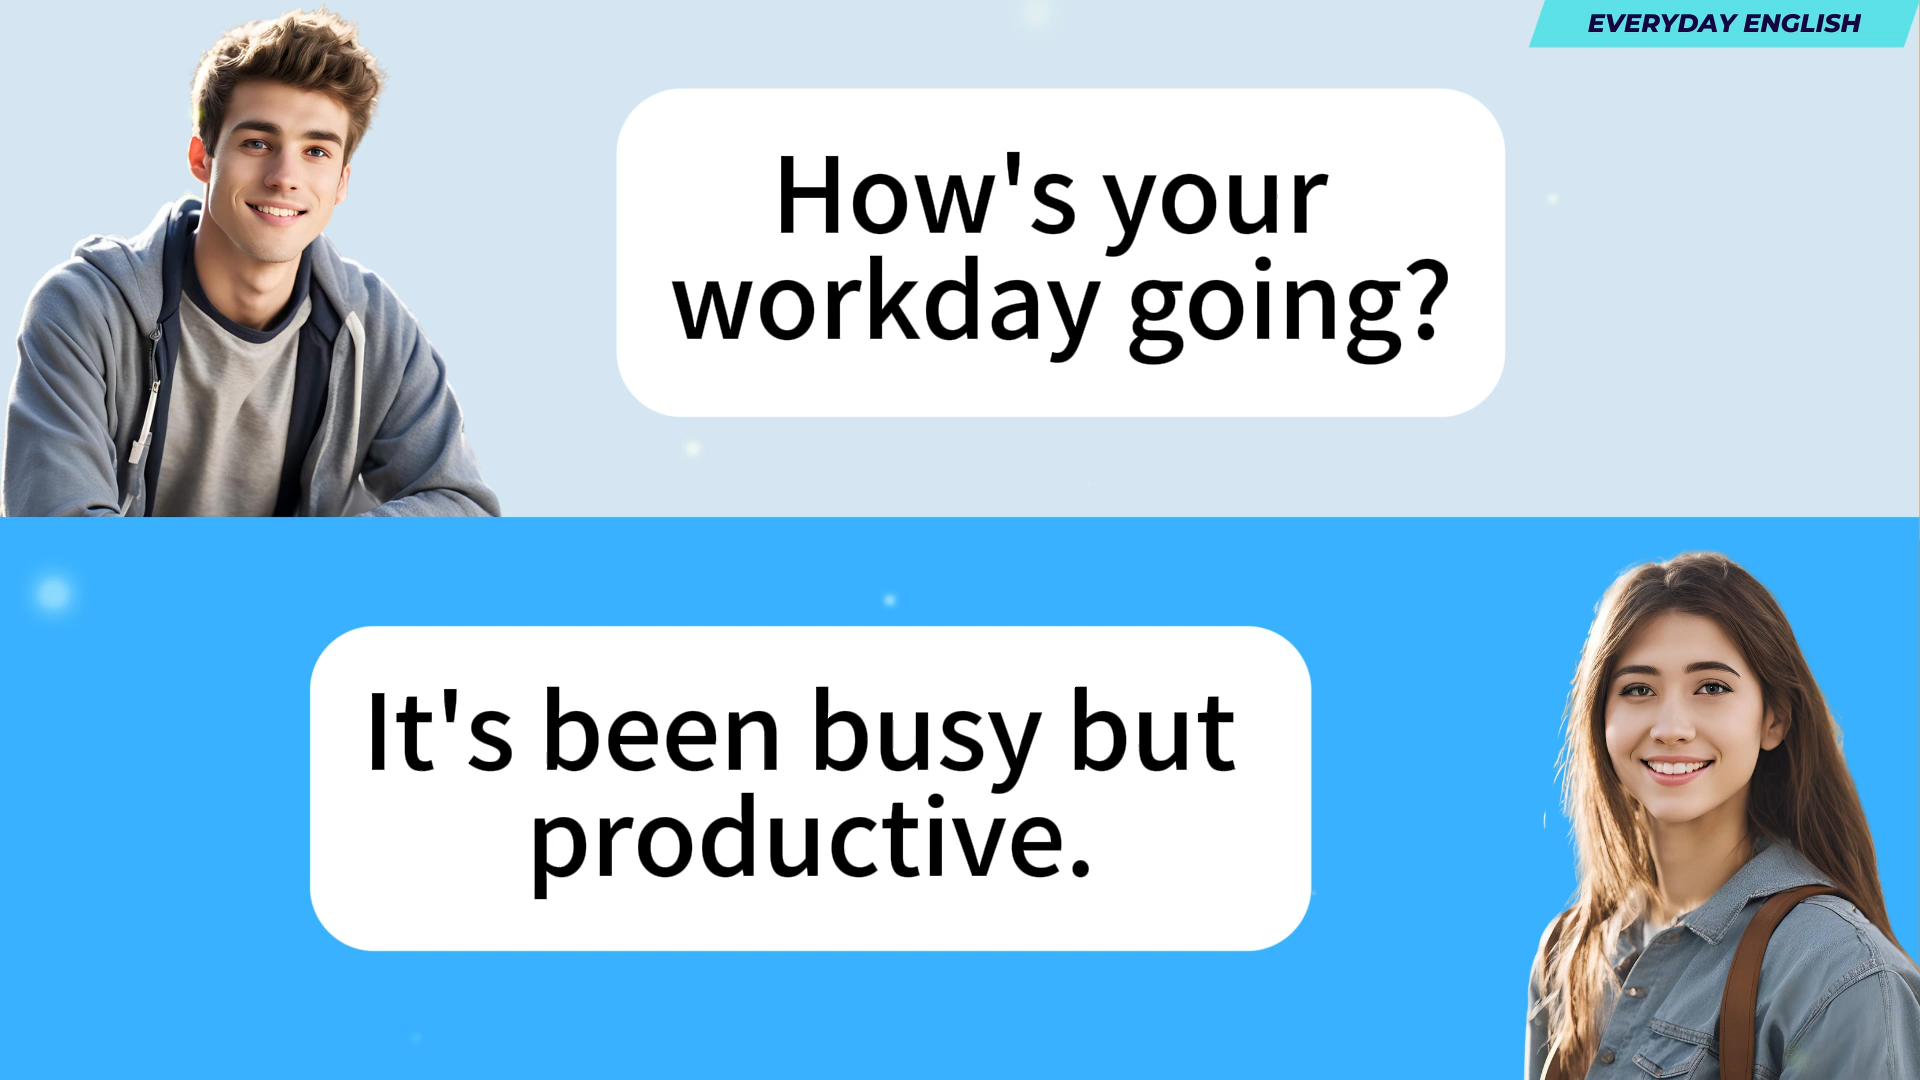 EVERYDAY ENGLISH
How's your
workday going?
It's been busy but
productive.